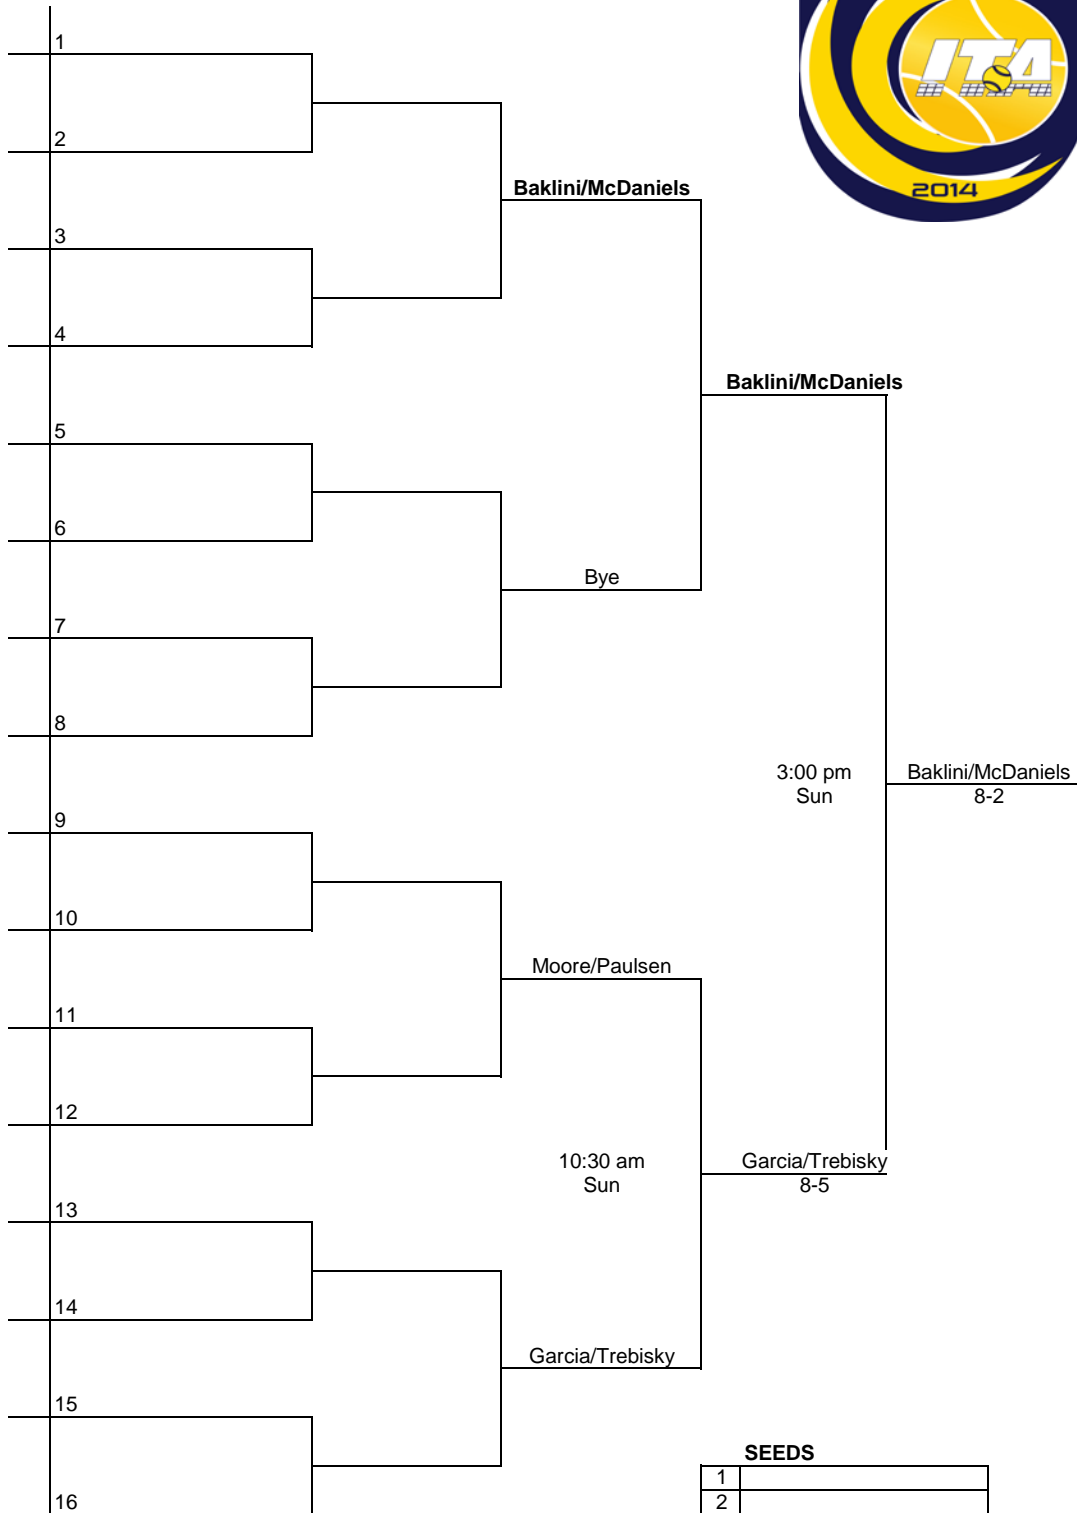 1
ITA
2
2014
Baklini/McDaniels
3
4
Baklini/McDaniels
5
6
Bye
7
8
3:00 pm
Sun
Baklini/McDaniels
8-2
9
10
Moore/Paulsen
11
12
10:30 am
Sun
Garcia/Trebisky
8-5
13
14
Garcia/Trebisky
15
SEEDS
1
2
16